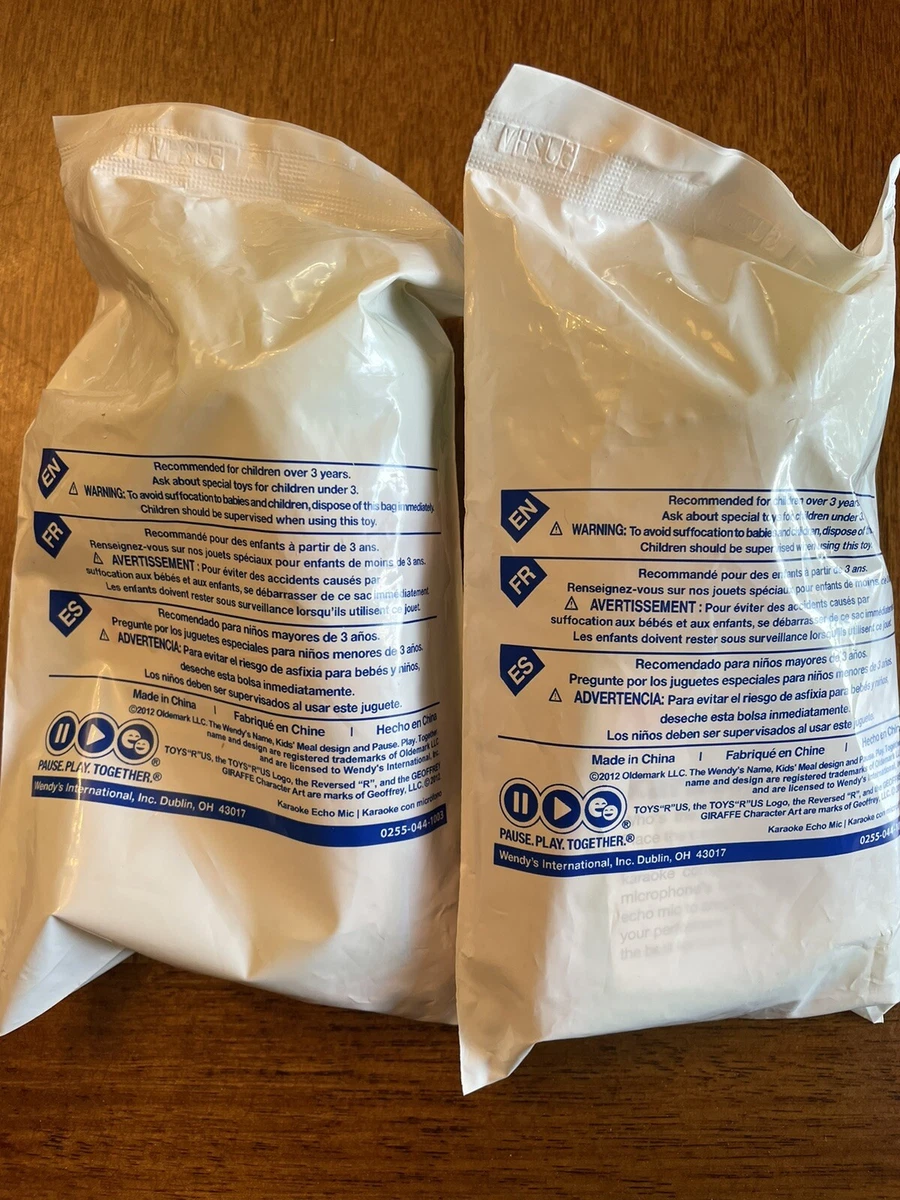 EN
Recommended for children over 3 years.
Ask about special toys for children under 3.
⚠ WARNING: To avoid suffocation to babies and children, dispose of this bag immediately.
Children should be supervised when using this toy.
FR
Recommandé pour des enfants à partir de 3 ans.
Renseignez-vous sur nos jouets spéciaux pour enfants de moins de 3 ans.
⚠ AVERTISSEMENT : Pour éviter des accidents causés par
suffocation aux bébés et aux enfants, se débarrasser de ce sac immédiatement.
Les enfants doivent rester sous surveillance lorsqu'ils utilisent ce jouet.
ES
Recomendado para niños mayores de 3 años.
Pregunte por los juguetes especiales para niños menores de 3 años.
⚠ ADVERTENCIA: Para evitar el riesgo de asfixia para bebés y niños,
deseche esta bolsa inmediatamente.
Los niños deben ser supervisados al usar este juguete.
Made in China I Fabriqué en Chine I Hecho en China
©2012 Oldemark LLC. The Wendy's Name, Kids' Meal design and Pause. Play. Together
name and design are registered trademarks of Oldemark LLC
and are licensed to Wendy's International, Inc.
TOYS"R"US, the TOYS"R"US Logo, the Reversed "R", and the GEOFFREY
GIRAFFE Character Art are marks of Geoffrey, LLC. ©2012.
PAUSE. PLAY. TOGETHER.®
Karaoke Echo Mic | Karaoke con micrófono
Wendy's International, Inc. Dublin, OH 43017
0255-044-1003
EN
Recommended for children over 3 years
Ask about special toys for children under 3.
⚠ WARNING: To avoid suffocation to babies and children, dispose of
Children should be supervised when using this toy
FR
Recommandé pour des enfants à partir de 3 ans.
Renseignez-vous sur nos jouets spéciaux pour enfants de moins de
⚠ AVERTISSEMENT : Pour éviter des accidents causés par
suffocation aux bébés et aux enfants, se débarrasser de ce sac
Les enfants doivent rester sous surveillance lorsqu'ils utilisent ce jouet.
ES
Recomendado para niños mayores de 3 años.
Pregunte por los juguetes especiales para niños menores de 3 años.
⚠ ADVERTENCIA: Para evitar el riesgo de asfixia para bebés y niños,
deseche esta bolsa inmediatamente.
Los niños deben ser supervisados al usar este juguete.
Made in China I Fabriqué en Chine I Hecho en
©2012 Oldemark LLC. The Wendy's Name, Kids' Meal design and Pause. Play.
name and design are registered trademarks of Oldemark
and are licensed to Wendy's
TOYS"R"US, the TOYS"R"US Logo, the Reversed "R", and the
GIRAFFE Character Art are marks of Geoffrey, LLC.
PAUSE. PLAY. TOGETHER.®
Karaoke Echo Mic | Karaoke con
Wendy's International, Inc. Dublin, OH 43017
0255-044
karaoke
microphone's
echo mic to
your
the